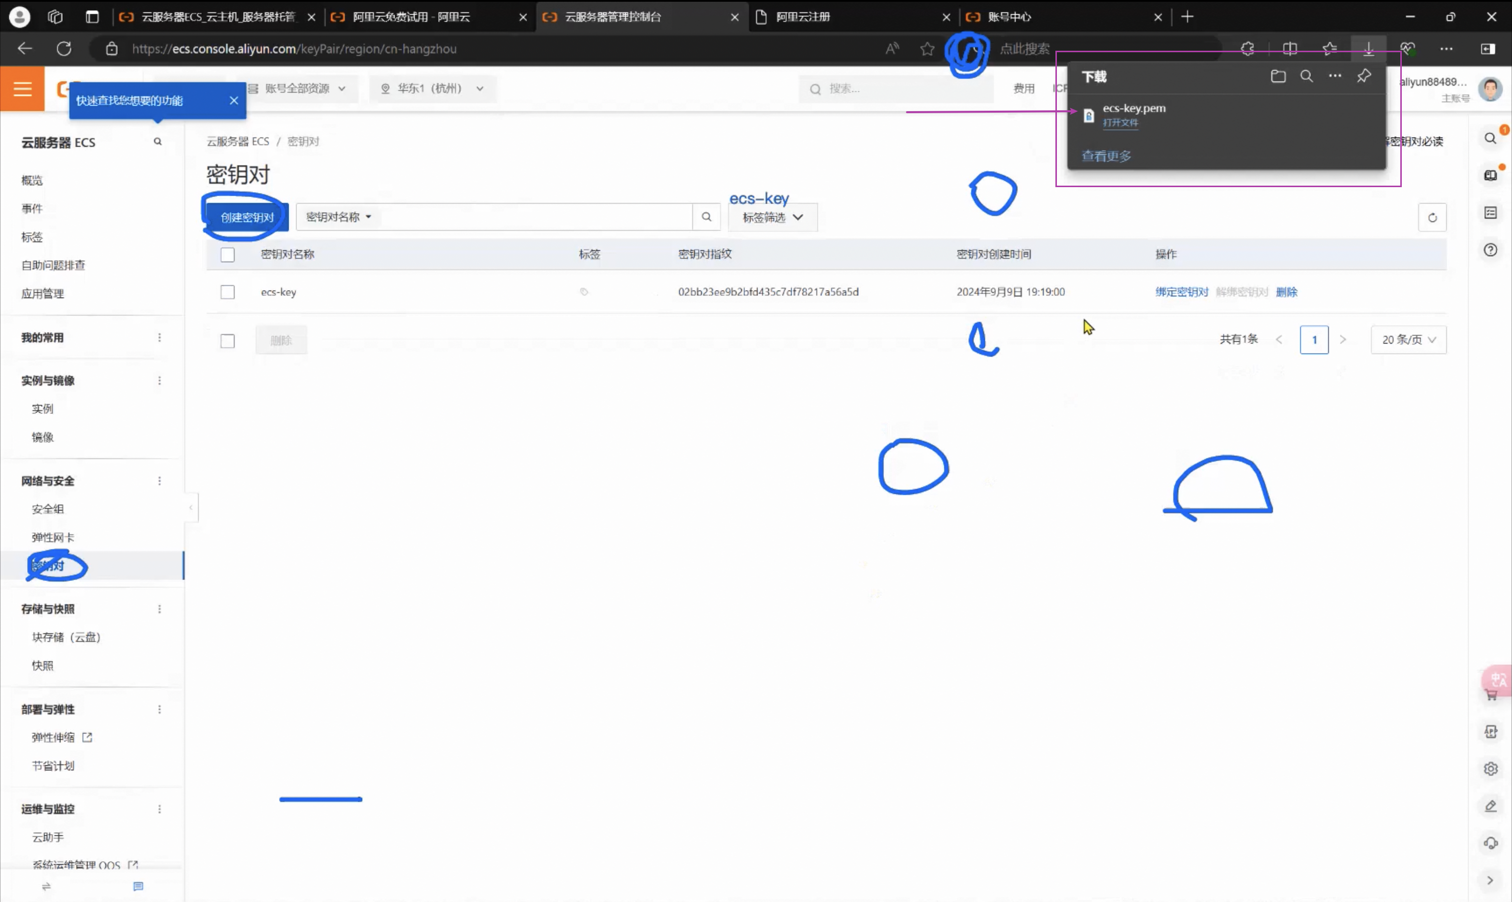 云服务器ECS_云主机_服务器托管
阿里云免费试用 - 阿里云
云服务器管理控制台
阿里云注册
账号中心
https://ecs.console.aliyun.com/keyPair/region/cn-hangzhou
点此搜索
快速查找您想要的功能
账号全部资源
华东1（杭州）
搜索...
费用
aliyun88489...
主账号
下载
ecs-key.pem
打开文件
查看更多
云服务器 ECS
概览
事件
标签
自助问题排查
应用管理
我的常用
实例与镜像
实例
镜像
网络与安全
安全组
弹性网卡
存储与快照
块存储（云盘）
快照
部署与弹性
弹性伸缩
节省计划
运维与监控
云助手
系统运维管理 OOS
云服务器 ECS / 密钥对
密钥对必读
密钥对
创建密钥对
密钥对名称
ecs-key
标签筛选
密钥对名称 标签 密钥对指纹 密钥对创建时间 操作
ecs-key 02bb23ee9b2bfd435c7df78217a56a5d 2024年9月9日 19:19:00 绑定密钥对 解绑密钥对 删除
删除
共有1条
1
20 条/页